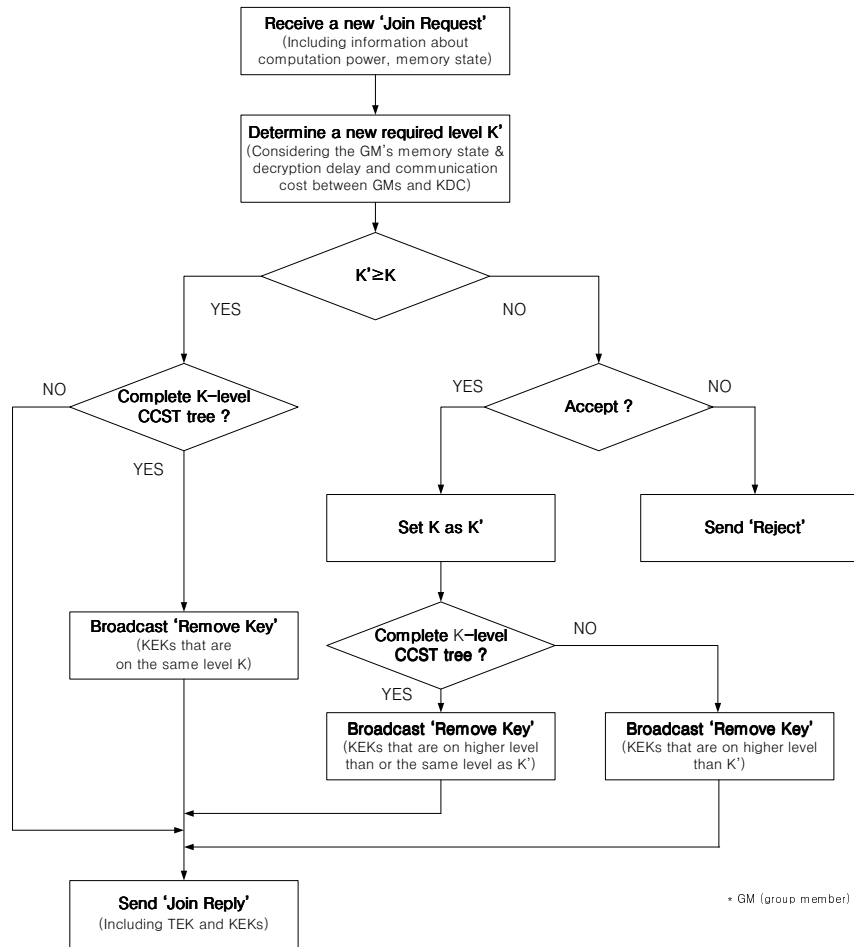 Receive a new ‘Join Request’
(Including information about
computation power, memory state)
Determine a new required level K’
(Considering the GM’s memory state &
decryption delay and communication
cost between GMs and KDC)
K’≥K
YES
NO
NO
Complete K-level
CCST tree ?
YES
YES
Accept ?
NO
Set K as K’
Send ‘Reject’
Broadcast ‘Remove Key’
(KEKs that are
on the same level K)
Complete K-level
CCST tree ?
NO
YES
Broadcast ‘Remove Key’
(KEKs that are on higher level
than or the same level as K’)
Broadcast ‘Remove Key’
(KEKs that are on higher level
than K’)
Send ‘Join Reply’
(Including TEK and KEKs)
* GM (group member)